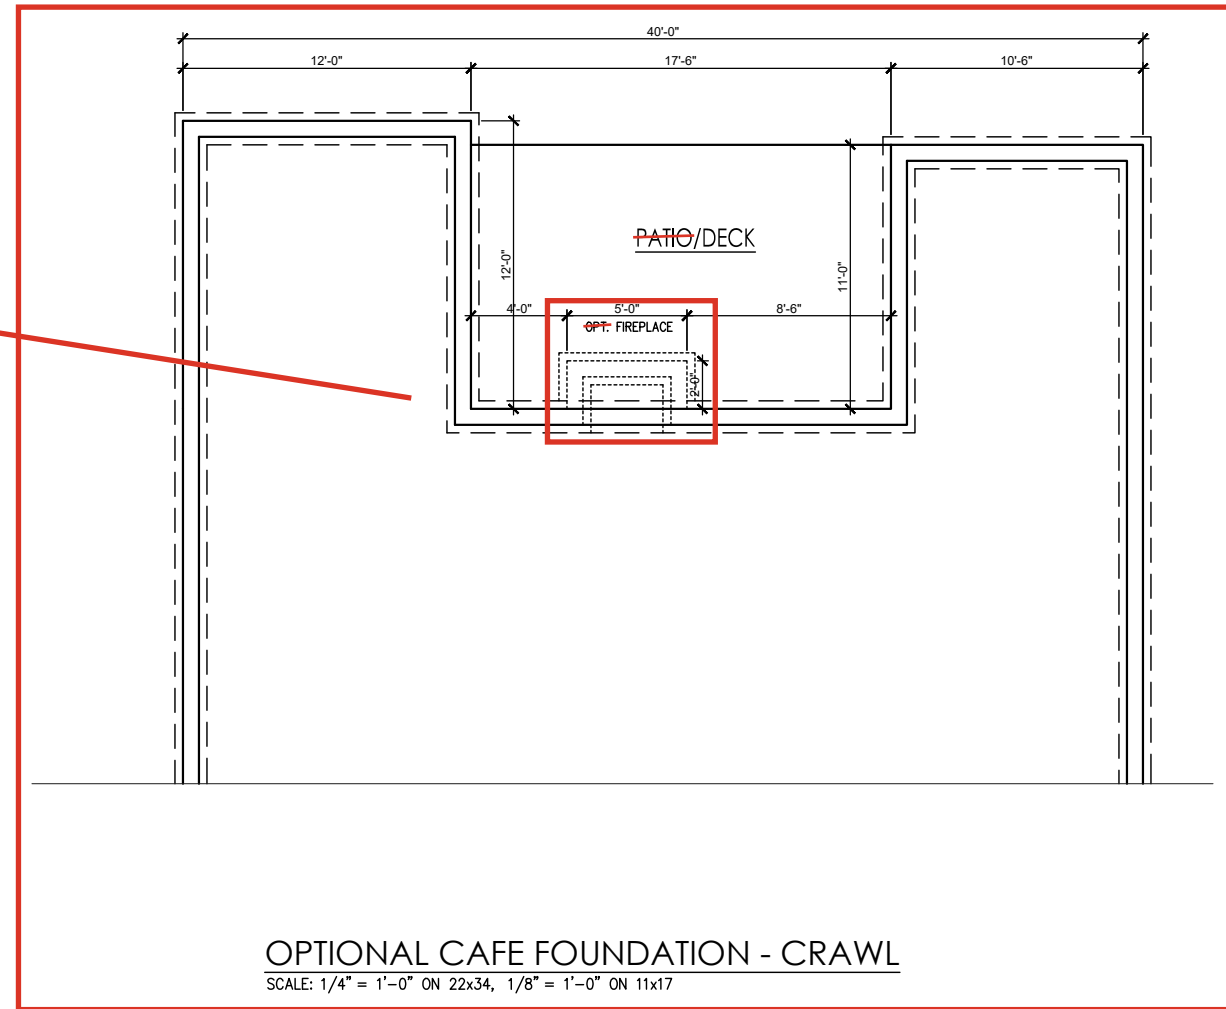 40'-0"
12'-0" 17'-6" 10'-6"
PATIO/DECK
12'-0" 11'-0"
4'-0" 5'-0" 8'-6"
OPT. FIREPLACE
2'-0"
OPTIONAL CAFE FOUNDATION - CRAWL
SCALE: 1/4" = 1'-0" ON 22x34, 1/8" = 1'-0" ON 11x17